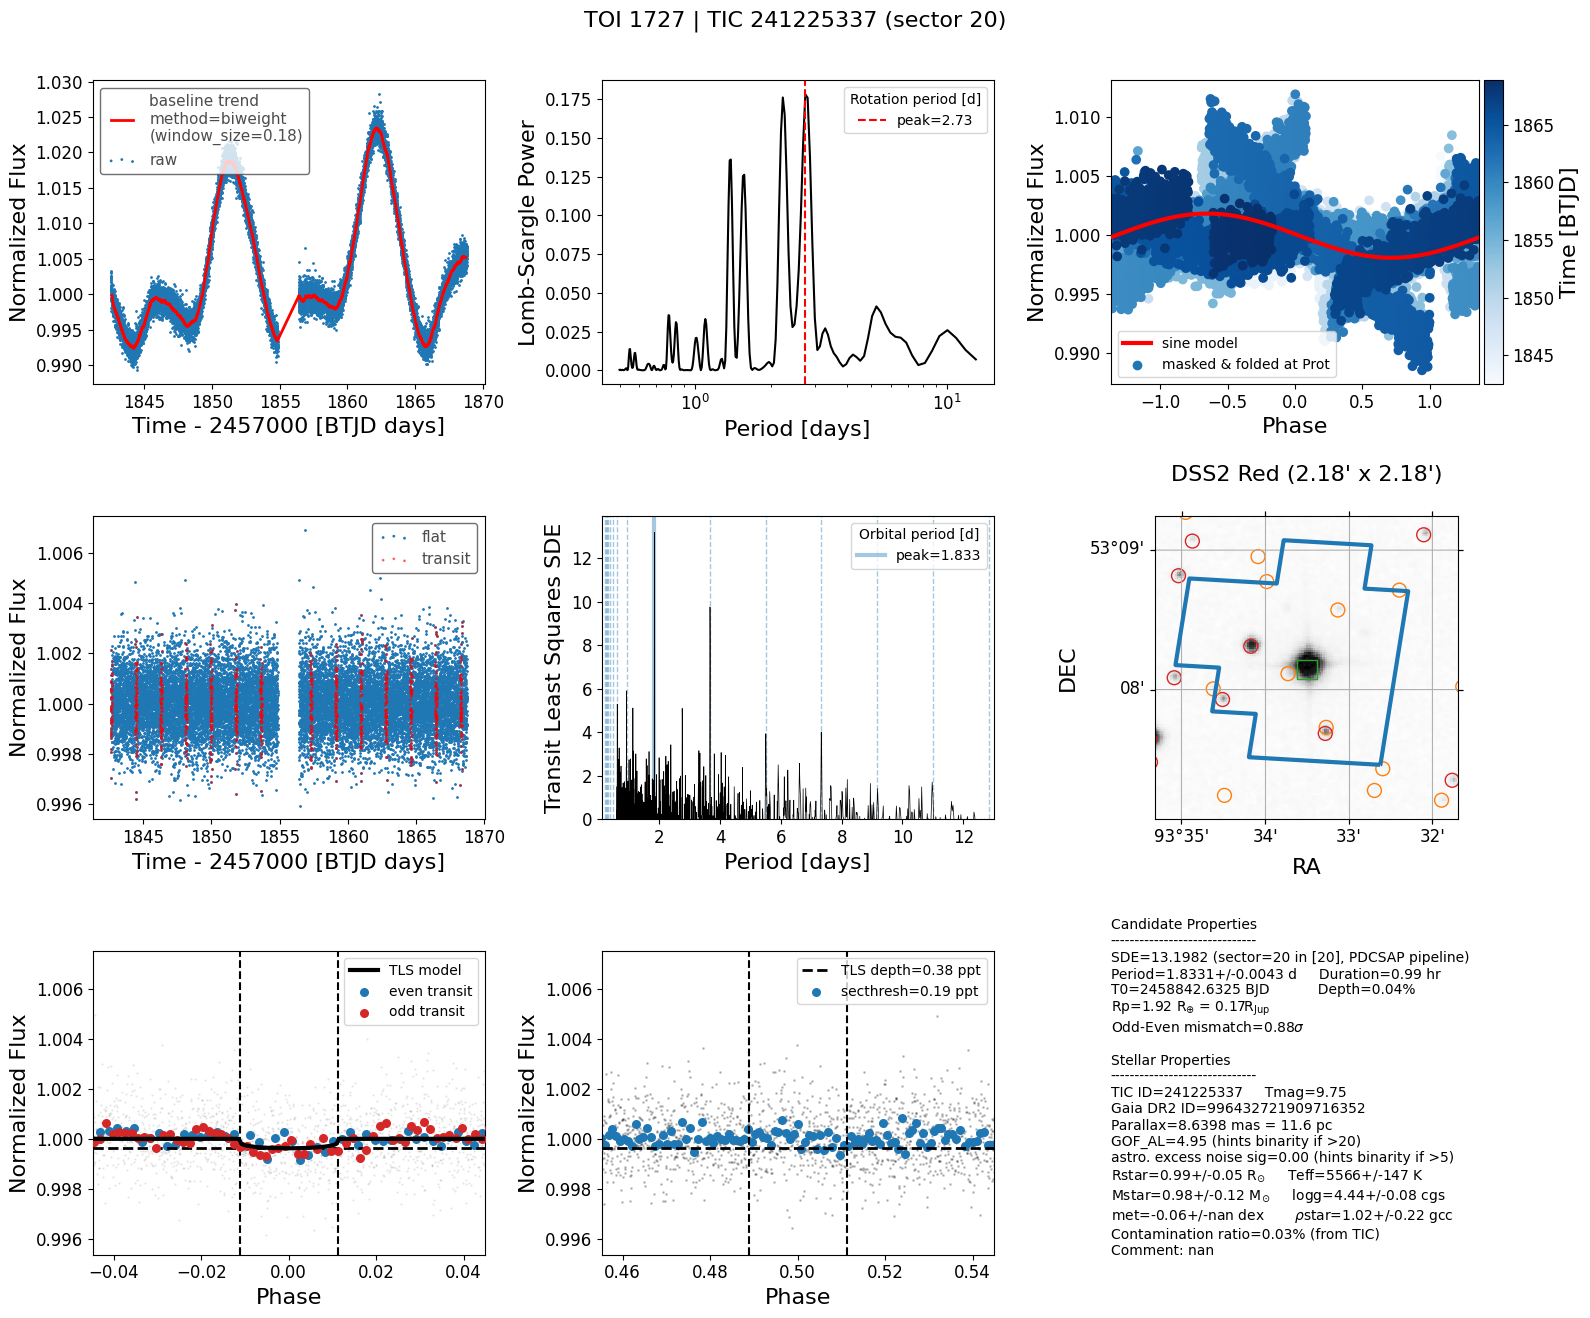 TOI 1727 | TIC 241225337 (sector 20)
Normalized Flux
1.030
1.025
1.020
1.015
1.010
1.005
1.000
0.995
0.990
baseline trend
method=biweight
(window_size=0.18)
raw
1845 1850 1855 1860 1865 1870
Time - 2457000 [BTJD days]
Lomb-Scargle Power
0.175
0.150
0.125
0.100
0.075
0.050
0.025
0.000
Rotation period [d]
peak=2.73
10⁰ 10¹
Period [days]
Normalized Flux
1.010
1.005
1.000
0.995
0.990
sine model
masked & folded at Prot
−1.0 −0.5 0.0 0.5 1.0
Phase
1865
1860
1855
1850
1845
Time [BTJD]
Normalized Flux
1.006
1.004
1.002
1.000
0.998
0.996
flat
transit
1845 1850 1855 1860 1865 1870
Time - 2457000 [BTJD days]
Transit Least Squares SDE
12
10
8
6
4
2
0
Orbital period [d]
peak=1.833
2 4 6 8 10 12
Period [days]
DSS2 Red (2.18' x 2.18')
DEC
53°09'
08'
93°35' 34' 33' 32'
RA
Normalized Flux
1.006
1.004
1.002
1.000
0.998
0.996
TLS model
even transit
odd transit
−0.04 −0.02 0.00 0.02 0.04
Phase
Normalized Flux
1.006
1.004
1.002
1.000
0.998
0.996
TLS depth=0.38 ppt
secthresh=0.19 ppt
0.46 0.48 0.50 0.52 0.54
Phase
Candidate Properties
------------------------------
SDE=13.1982 (sector=20 in [20], PDCSAP pipeline)
Period=1.8331+/-0.0043 d Duration=0.99 hr
T0=2458842.6325 BJD Depth=0.04%
Rp=1.92 R⊕ = 0.17RJup
Odd-Even mismatch=0.88σ
Stellar Properties
------------------------------
TIC ID=241225337 Tmag=9.75
Gaia DR2 ID=996432721909716352
Parallax=8.6398 mas = 11.6 pc
GOF_AL=4.95 (hints binarity if >20)
astro. excess noise sig=0.00 (hints binarity if >5)
Rstar=0.99+/-0.05 R⊙ Teff=5566+/-147 K
Mstar=0.98+/-0.12 M⊙ logg=4.44+/-0.08 cgs
met=-0.06+/-nan dex ρstar=1.02+/-0.22 gcc
Contamination ratio=0.03% (from TIC)
Comment: nan